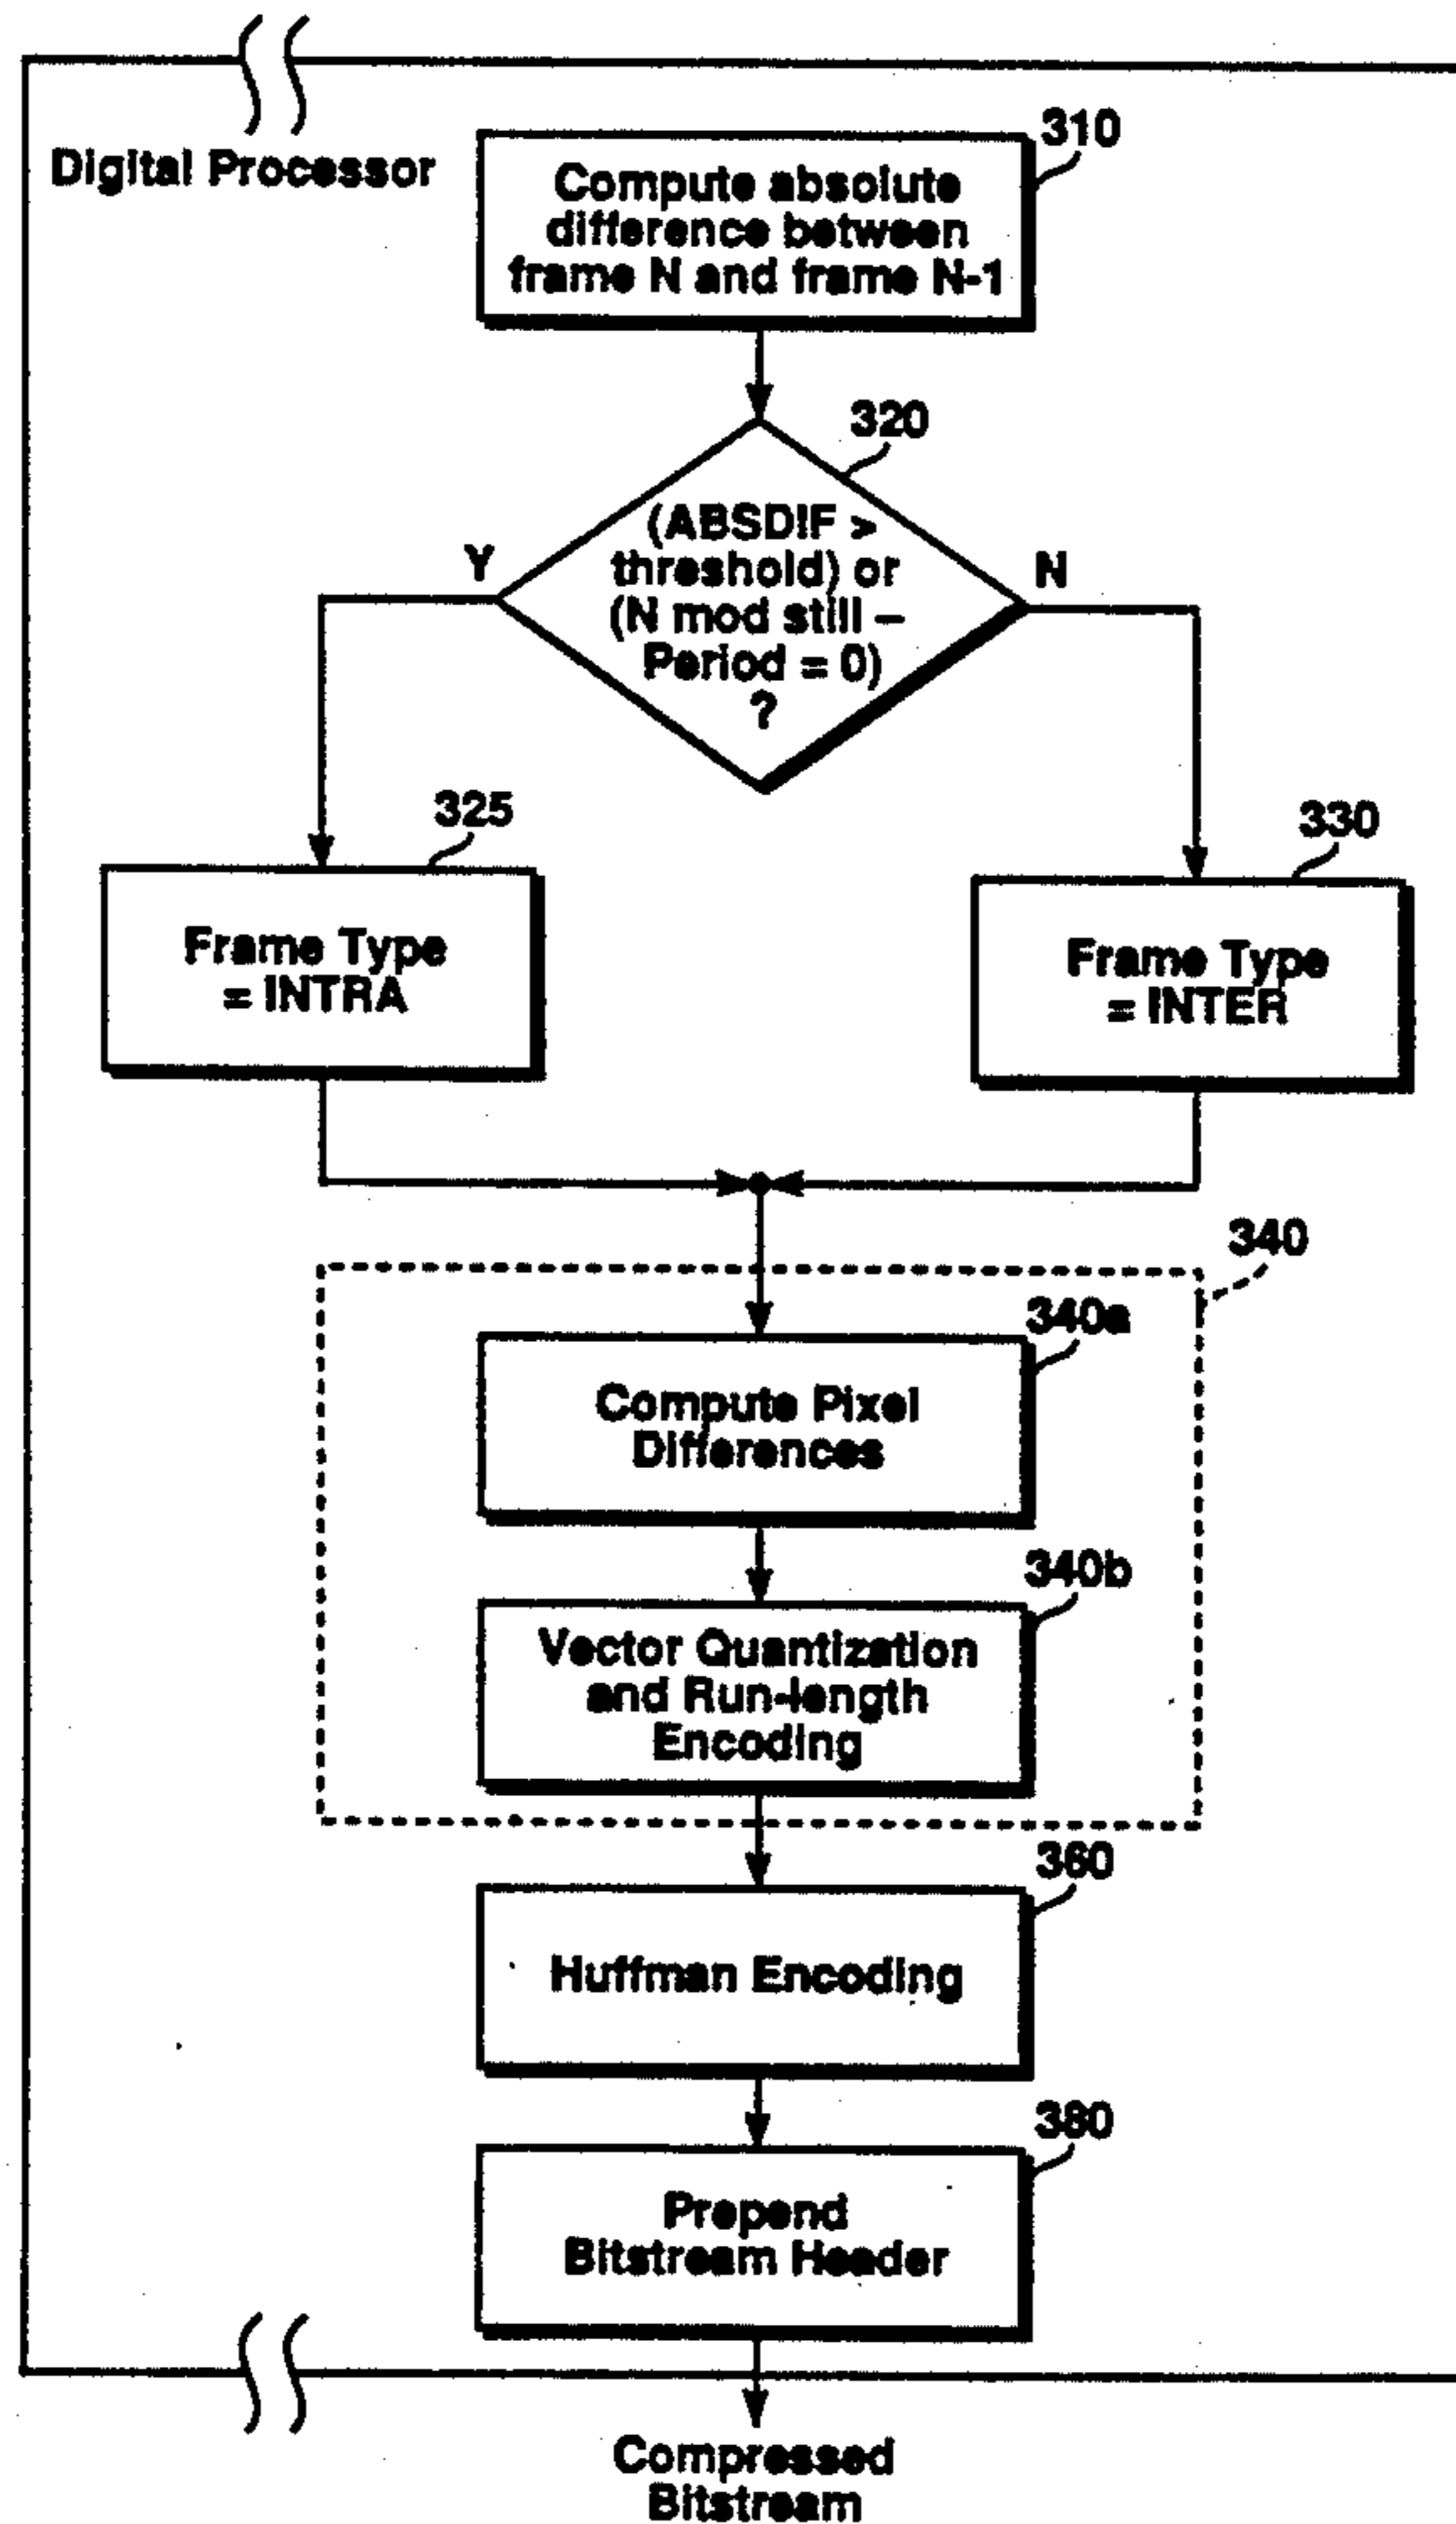 Digital Processor
310
Compute absolute
difference between
frame N and frame N-1
320
(ABSDIF >
threshold) or
(N mod still –
Period = 0)
?
Y
N
325
Frame Type
= INTRA
330
Frame Type
= INTER
340
340a
Compute Pixel
Differences
340b
Vector Quantization
and Run-length
Encoding
360
Huffman Encoding
380
Prepend
Bitstream Header
Compressed
Bitstream